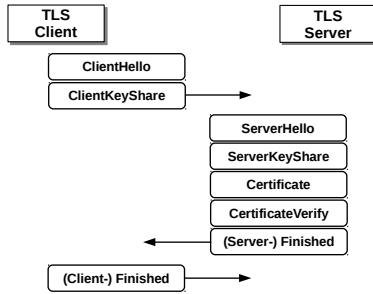 TLS
Client
TLS
Server
ClientHello
ClientKeyShare
ServerHello
ServerKeyShare
Certificate
CertificateVerify
(Server-) Finished
(Client-) Finished